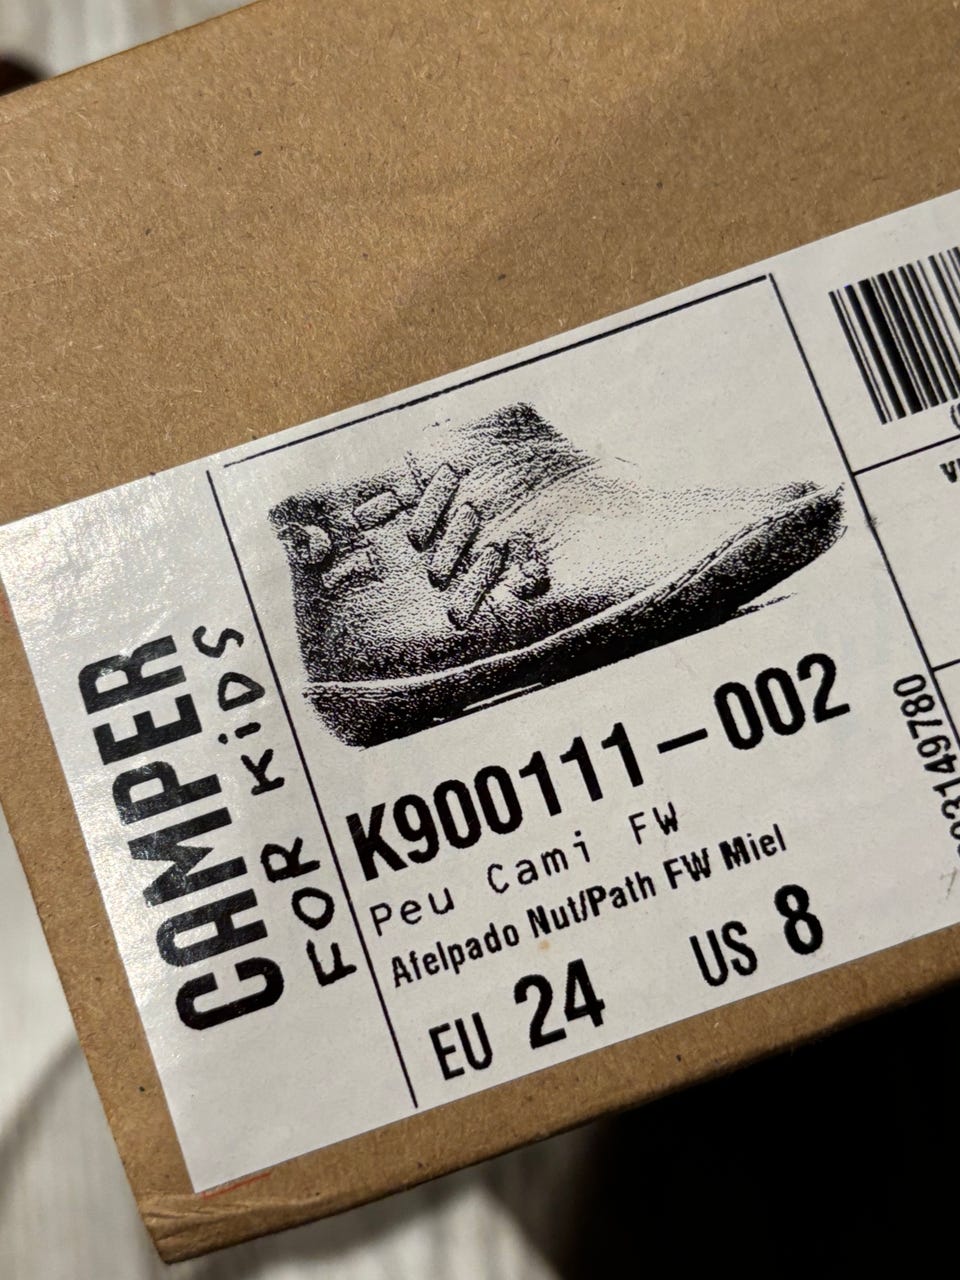 CAMPER
FOR KiDS
K900111-002
Peu Cami FW
Afelpado Nut/Path FW Miel
EU 24 US 8